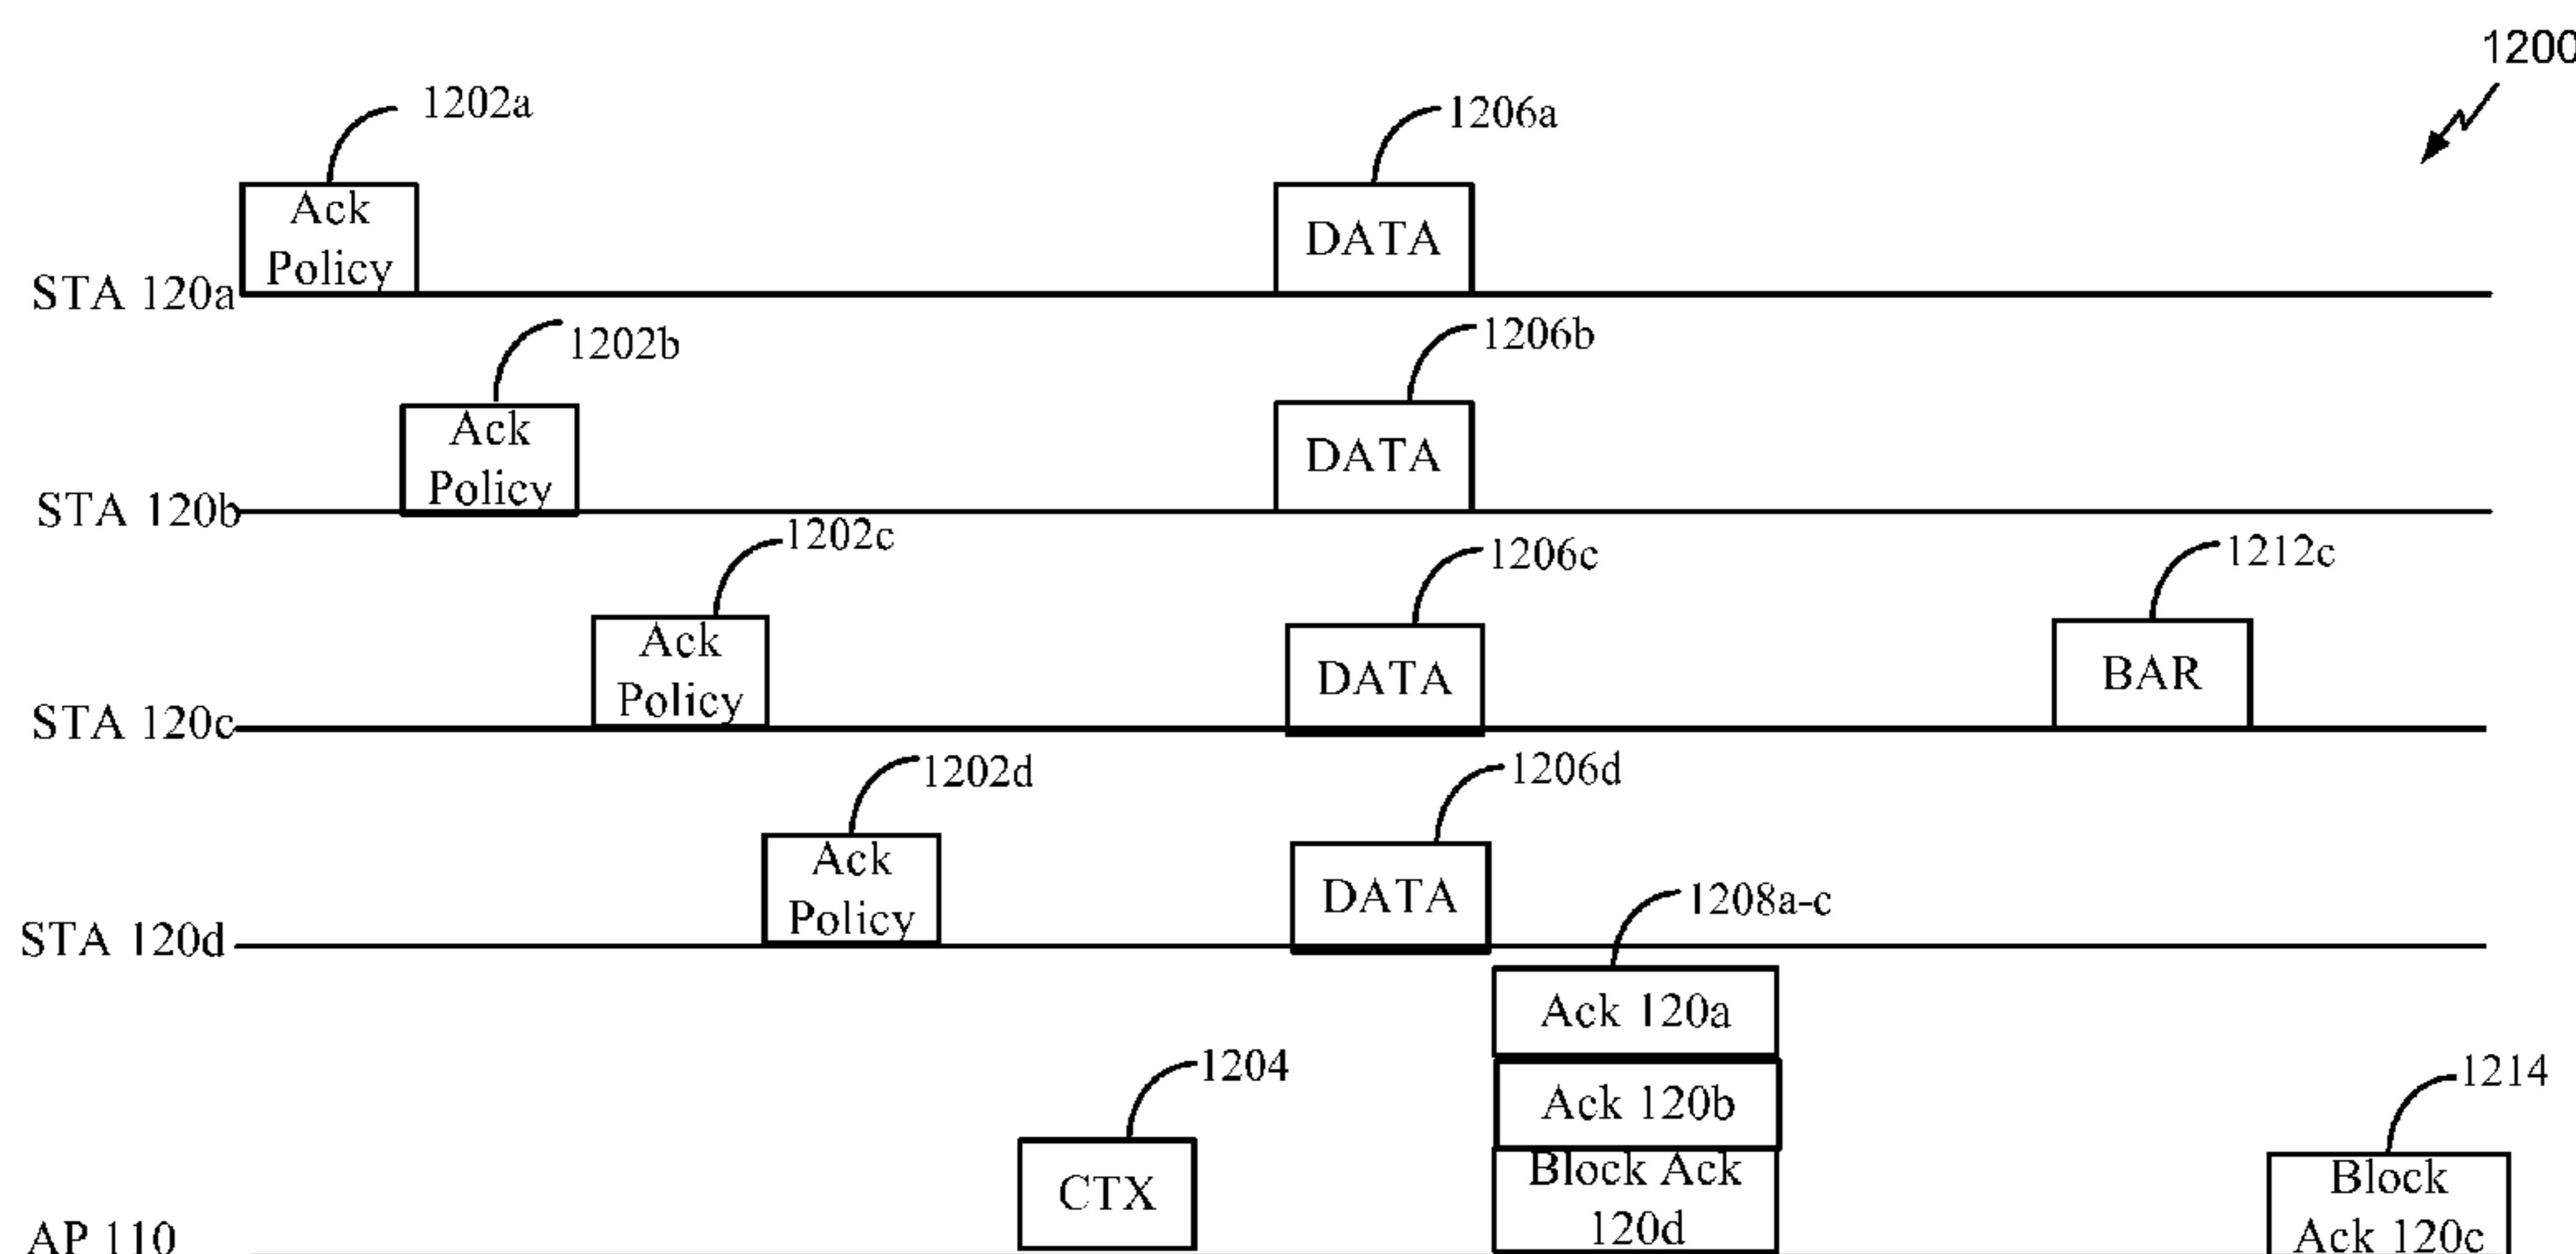 1200
1202a
1206a
Ack
Policy
DATA
STA 120a
1202b
1206b
Ack
Policy
DATA
STA 120b
1202c
1206c
1212c
Ack
Policy
DATA
BAR
STA 120c
1202d
1206d
Ack
Policy
DATA
1208a-c
STA 120d
Ack 120a
1204
1214
Ack 120b
CTX
Block Ack
120d
Block
Ack 120c
AP 110